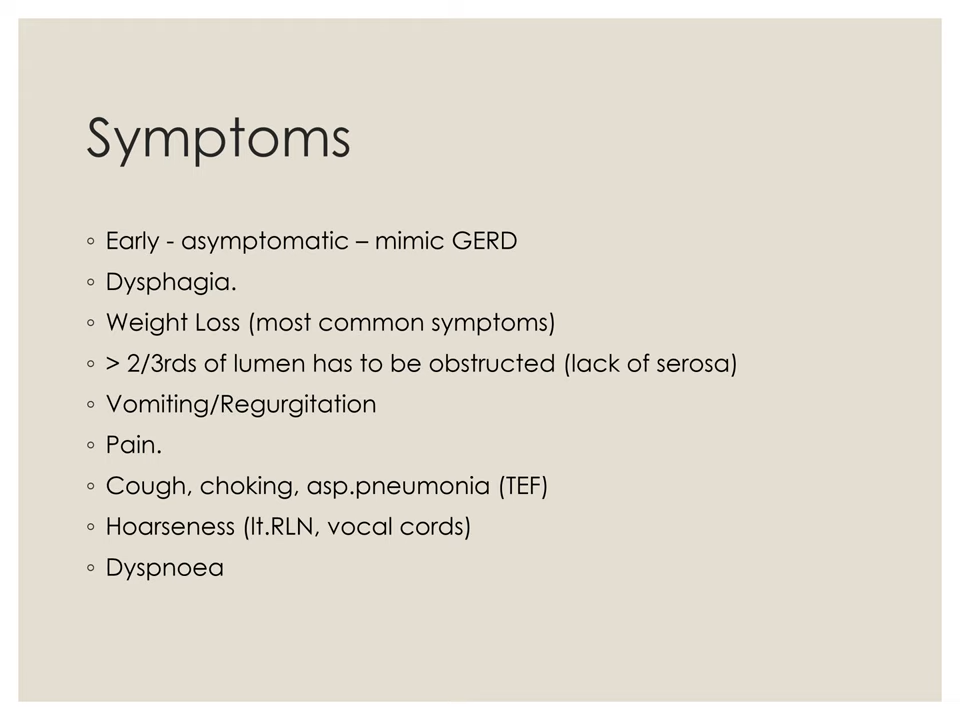 Symptoms
◦ Early - asymptomatic – mimic GERD
◦ Dysphagia.
◦ Weight Loss (most common symptoms)
◦ > 2/3rds of lumen has to be obstructed (lack of serosa)
◦ Vomiting/Regurgitation
◦ Pain.
◦ Cough, choking, asp.pneumonia (TEF)
◦ Hoarseness (lt.RLN, vocal cords)
◦ Dyspnoea